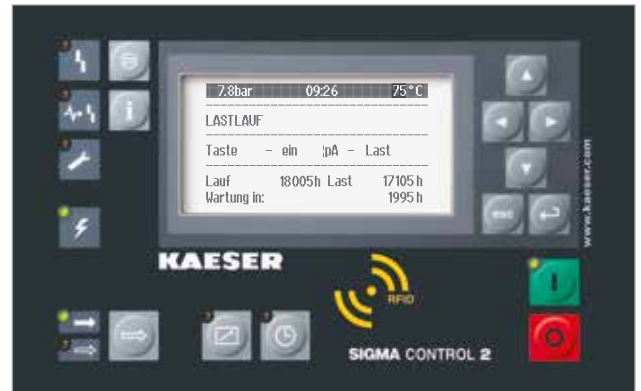 7.8bar 09:26 75°C
LASTLAUF
Taste – ein ¦pA – Last
Lauf 18005h Last 17105h
Wartung in: 1995h
esc
www.kaeser.com
KAESER
RFID
I
O
SIGMA CONTROL 2